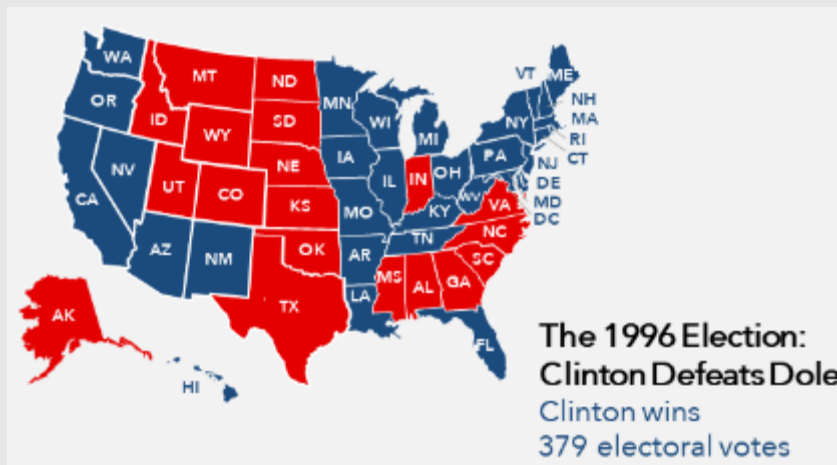 WA
MT
ND
MN
VT
ME
OR
ID
SD
WI
NY
NH
MA
WY
MI
RI
CT
NV
UT
NE
IA
PA
NJ
CA
CO
IL
IN
OH
DE
KS
MO
WV
VA
MD
KY
DC
AZ
NM
OK
AR
TN
NC
TX
LA
MS
AL
GA
SC
AK
FL
HI
The 1996 Election:
Clinton Defeats Dole
Clinton wins
379 electoral votes